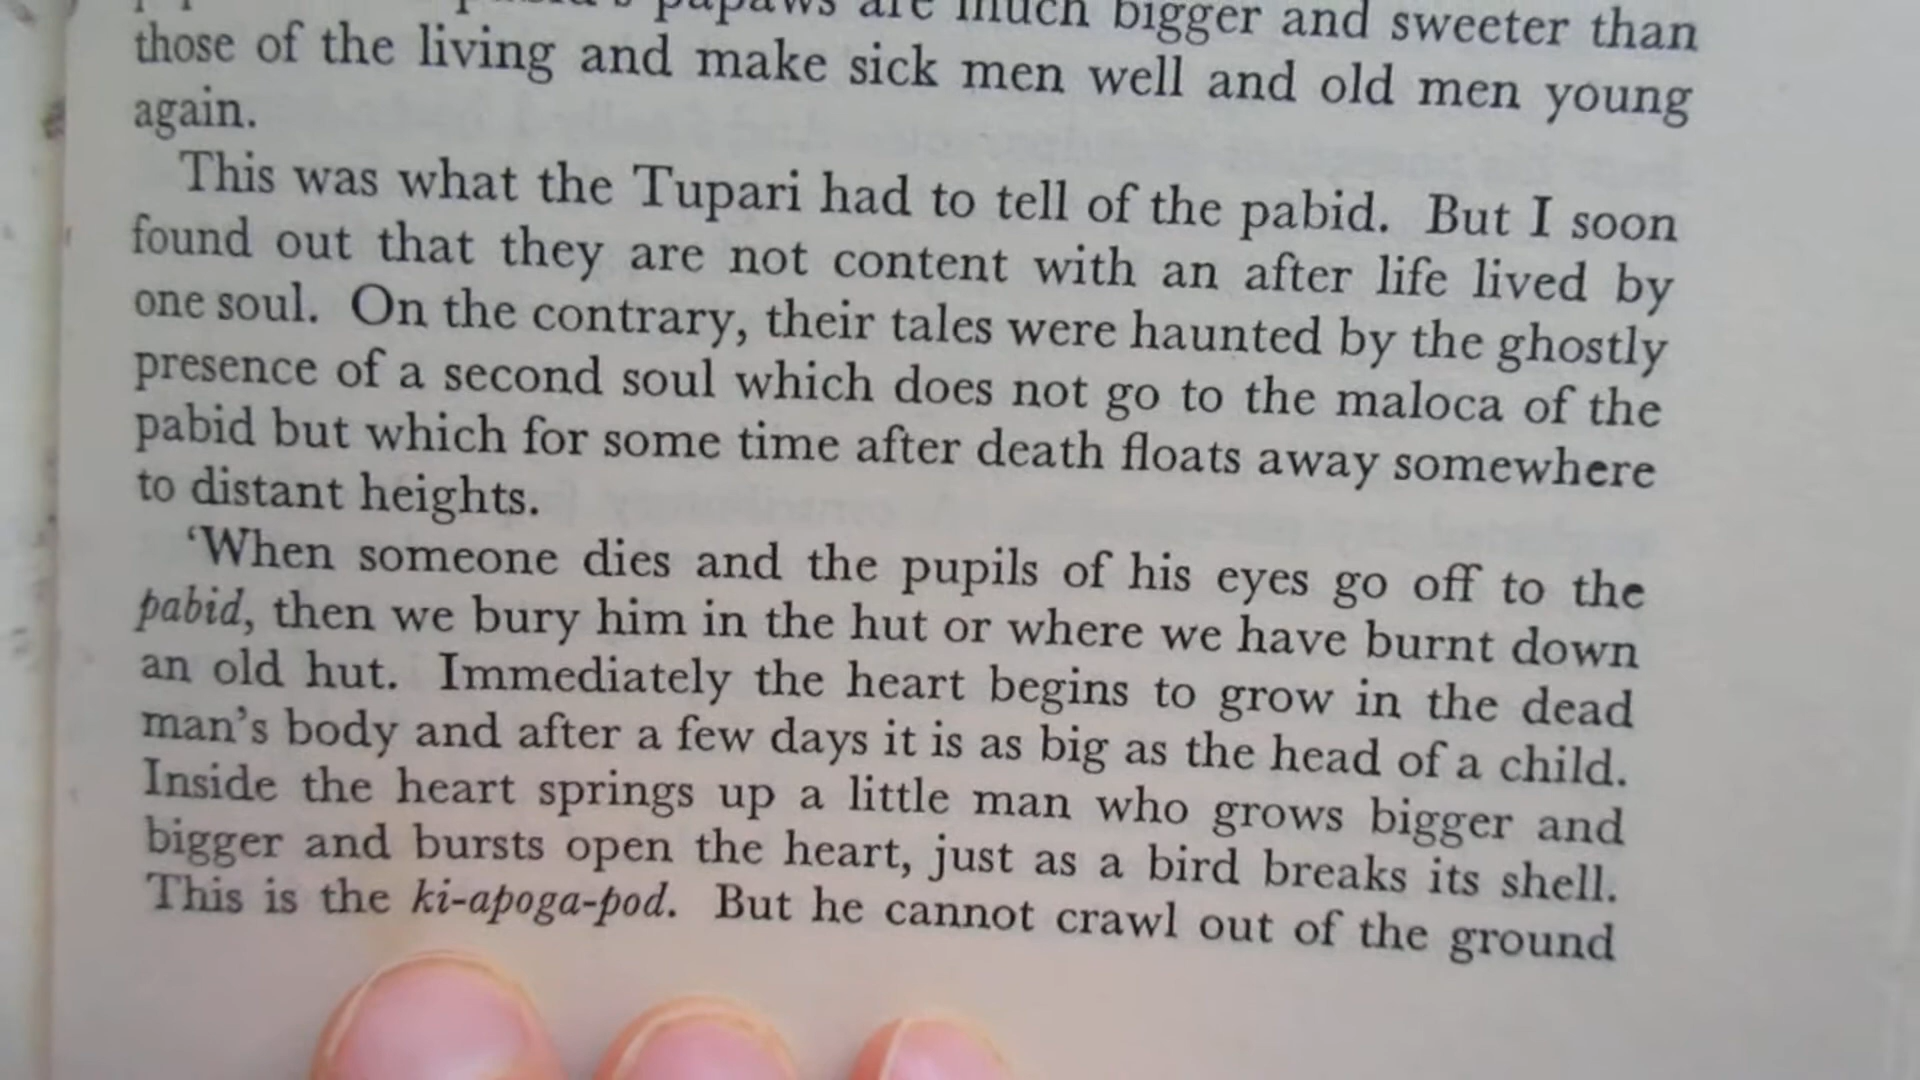 papaws are much bigger and sweeter than
those of the living and make sick men well and old men young
again.
This was what the Tupari had to tell of the pabid. But I soon
found out that they are not content with an after life lived by
one soul. On the contrary, their tales were haunted by the ghostly
presence of a second soul which does not go to the maloca of the
pabid but which for some time after death floats away somewhere
to distant heights.
‘When someone dies and the pupils of his eyes go off to the
pabid, then we bury him in the hut or where we have burnt down
an old hut. Immediately the heart begins to grow in the dead
man’s body and after a few days it is as big as the head of a child.
Inside the heart springs up a little man who grows bigger and
bigger and bursts open the heart, just as a bird breaks its shell.
This is the ki-apoga-pod. But he cannot crawl out of the ground